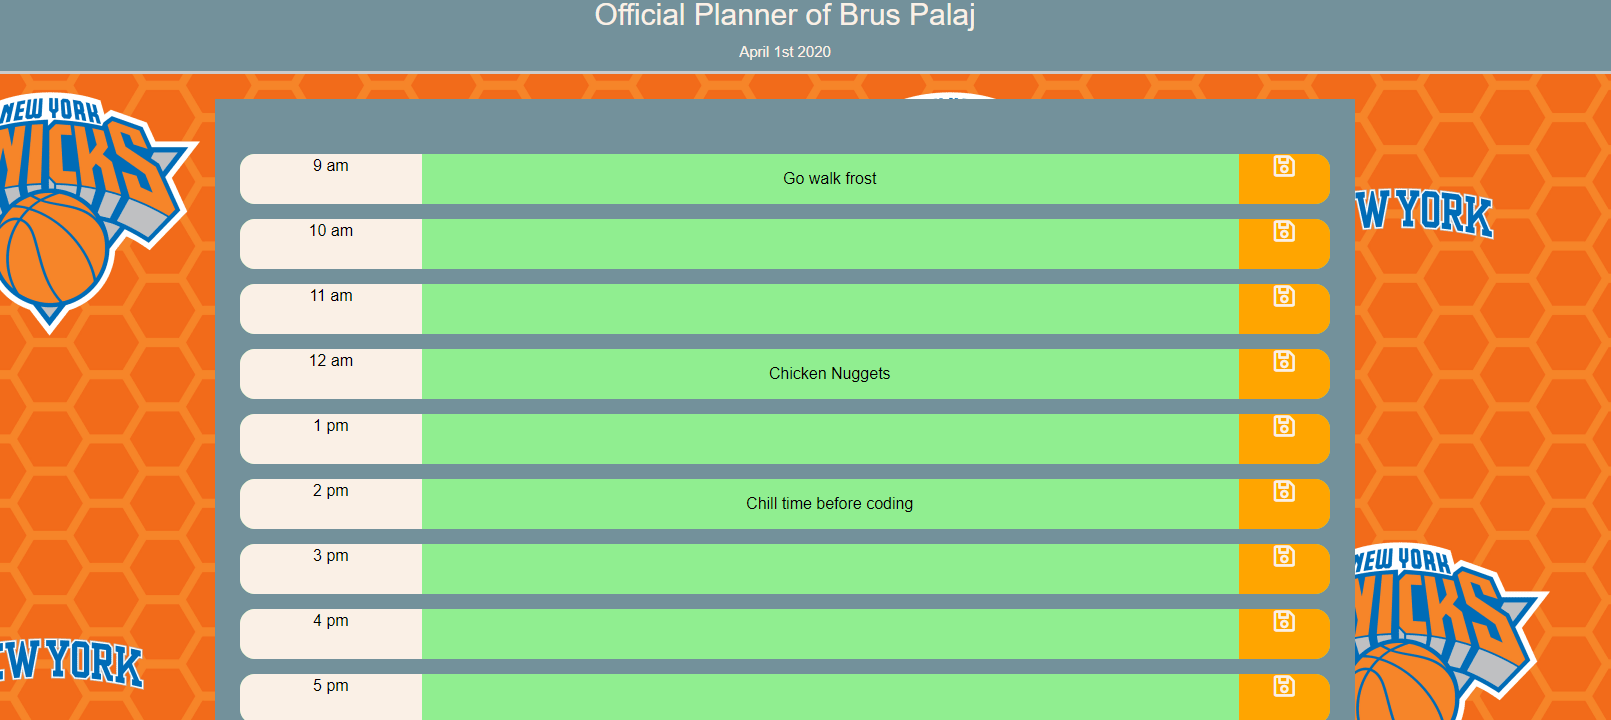 Official Planner of Brus Palaj
April 1st 2020
NEW YORK
NICKS
9 am
Go walk frost
W YORK
10 am
11 am
12 am
Chicken Nuggets
1 pm
2 pm
Chill time before coding
3 pm
NEW YORK
NICKS
4 pm
EW YORK
5 pm